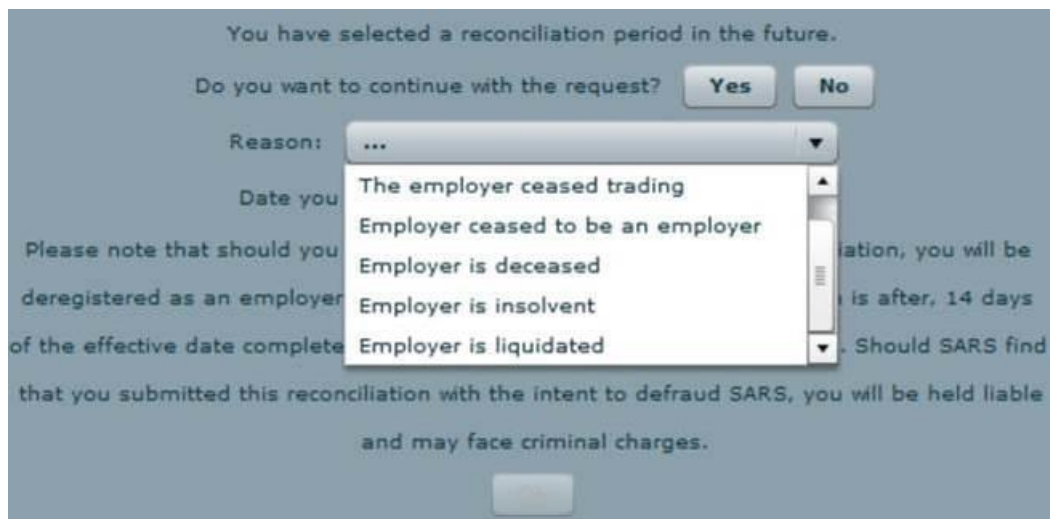 You have selected a reconciliation period in the future.
Do you want to continue with the request? Yes No
Reason: ...
The employer ceased trading
Date you
Employer ceased to be an employer
Please note that should you iation, you will be
Employer is deceased
deregistered as an employer Employer is insolvent is after, 14 days
of the effective date complete Employer is liquidated . Should SARS find
that you submitted this reconciliation with the intent to defraud SARS, you will be held liable
and may face criminal charges.